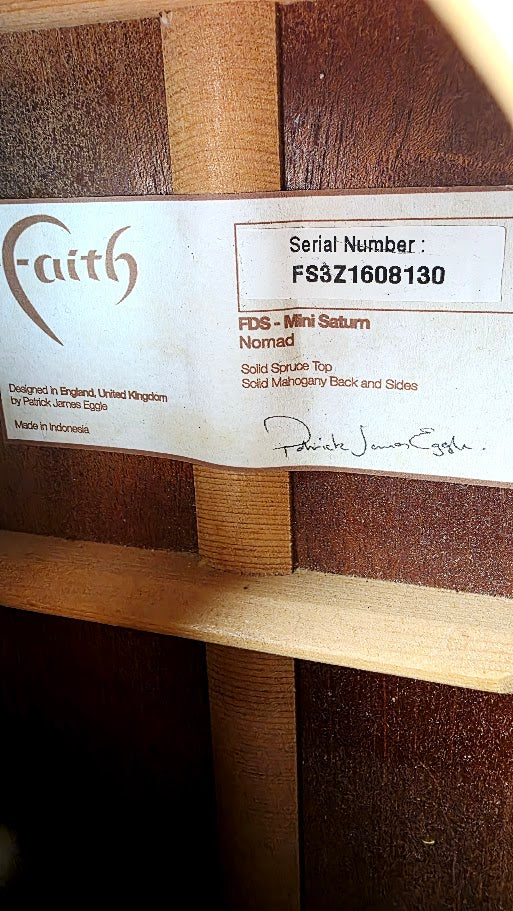 Faith
Serial Number :
FS3Z1608130
FDS - Mini Saturn
Nomad
Solid Spruce Top
Solid Mahogany Back and Sides
Designed in England, United Kingdom
by Patrick James Eggle
Made in Indonesia
Patrick James Eggle.